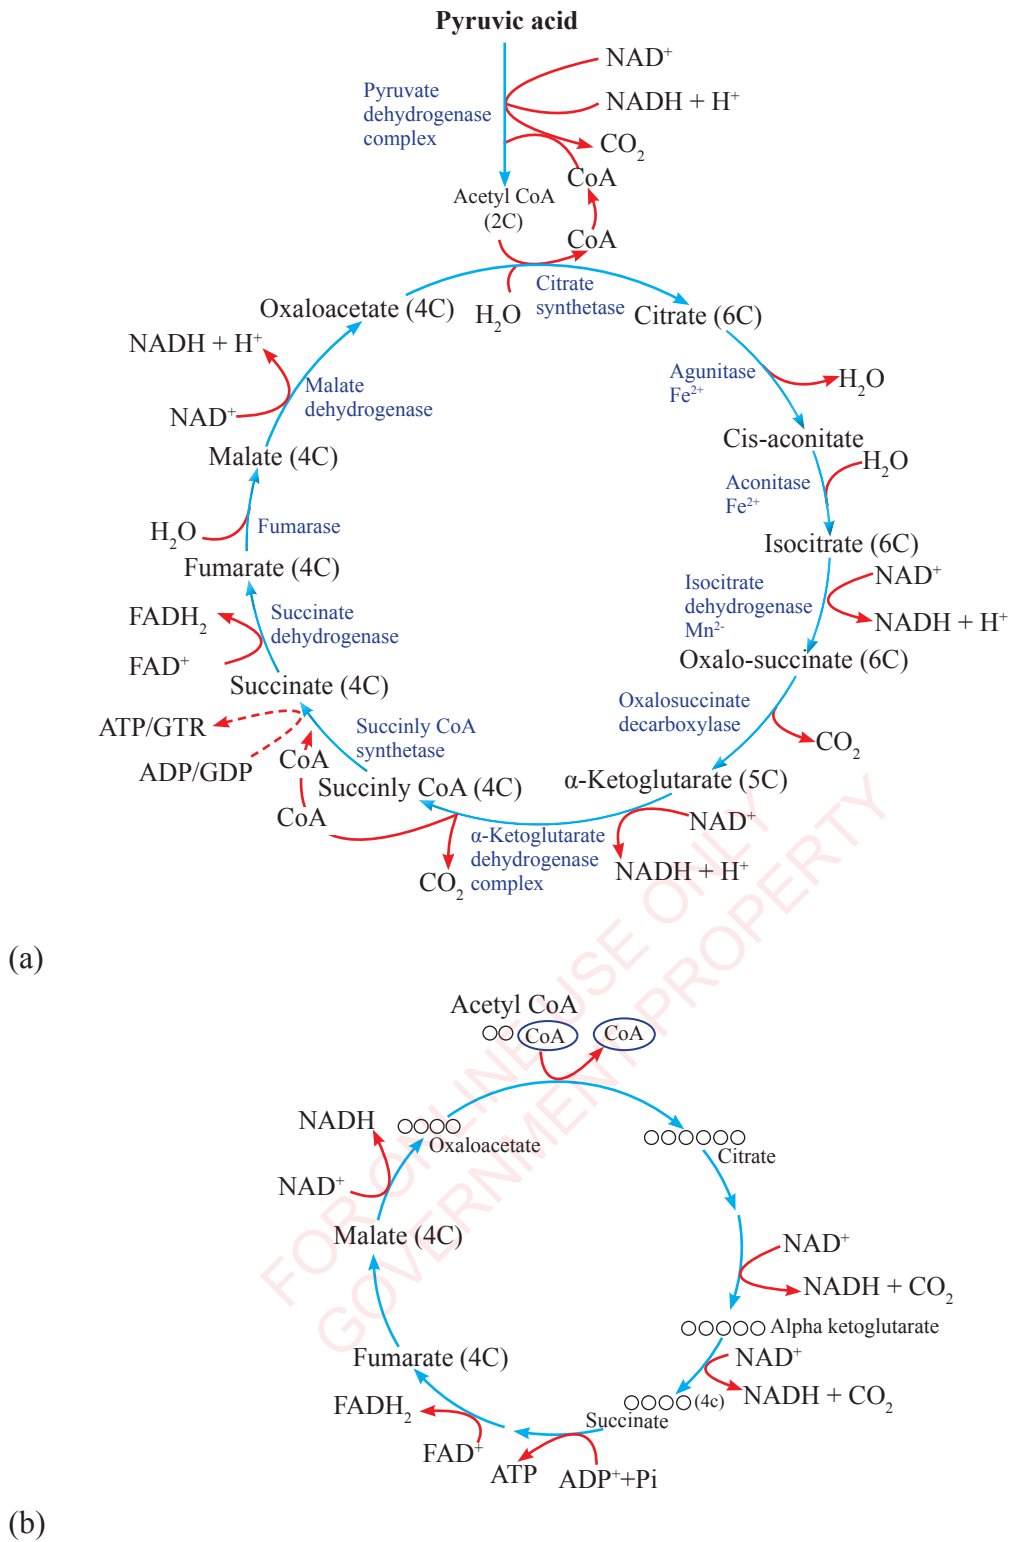 Pyruvic acid
NAD⁺
NADH + H⁺
Pyruvate
dehydrogenase
complex
CO₂
CoA
Acetyl CoA
(2C)
CoA
Citrate
synthetase
H₂O
Oxaloacetate (4C)
Citrate (6C)
NADH + H⁺
Malate
dehydrogenase
NAD⁺
Agunitase
Fe²⁺
H₂O
Cis-aconitate
Malate (4C)
H₂O
Aconitase
Fe²⁺
Isocitrate (6C)
H₂O
Fumarase
Fumarate (4C)
NAD⁺
Isocitrate
dehydrogenase
Mn²⁻
NADH + H⁺
FADH₂
Succinate
dehydrogenase
FAD⁺
Oxalo-succinate (6C)
Succinate (4C)
Oxalosuccinate
decarboxylase
CO₂
ATP/GTR
Succinly CoA
synthetase
ADP/GDP
CoA
α-Ketoglutarate (5C)
Succinly CoA (4C)
CoA
NAD⁺
α-Ketoglutarate
dehydrogenase
complex
CO₂
NADH + H⁺
(a)
FOR ONLINE USE ONLY
GOVERNMENT PROPERTY
Acetyl CoA
CoA
CoA
NADH
Oxaloacetate
Citrate
NAD⁺
Malate (4C)
NAD⁺
NADH + CO₂
Alpha ketoglutarate
NAD⁺
NADH + CO₂
Fumarate (4C)
(4c)
Succinate
FADH₂
FAD⁺
ATP
ADP⁺+Pi
(b)